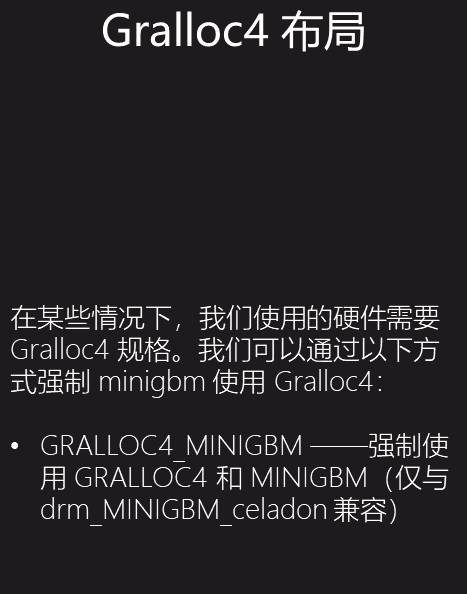 Gralloc4 布局
在某些情况下，我们使用的硬件需要
Gralloc4 规格。我们可以通过以下方
式强制 minigbm 使用 Gralloc4：
• GRALLOC4_MINIGBM ——强制使
用 GRALLOC4 和 MINIGBM（仅与
drm_MINIGBM_celadon 兼容）